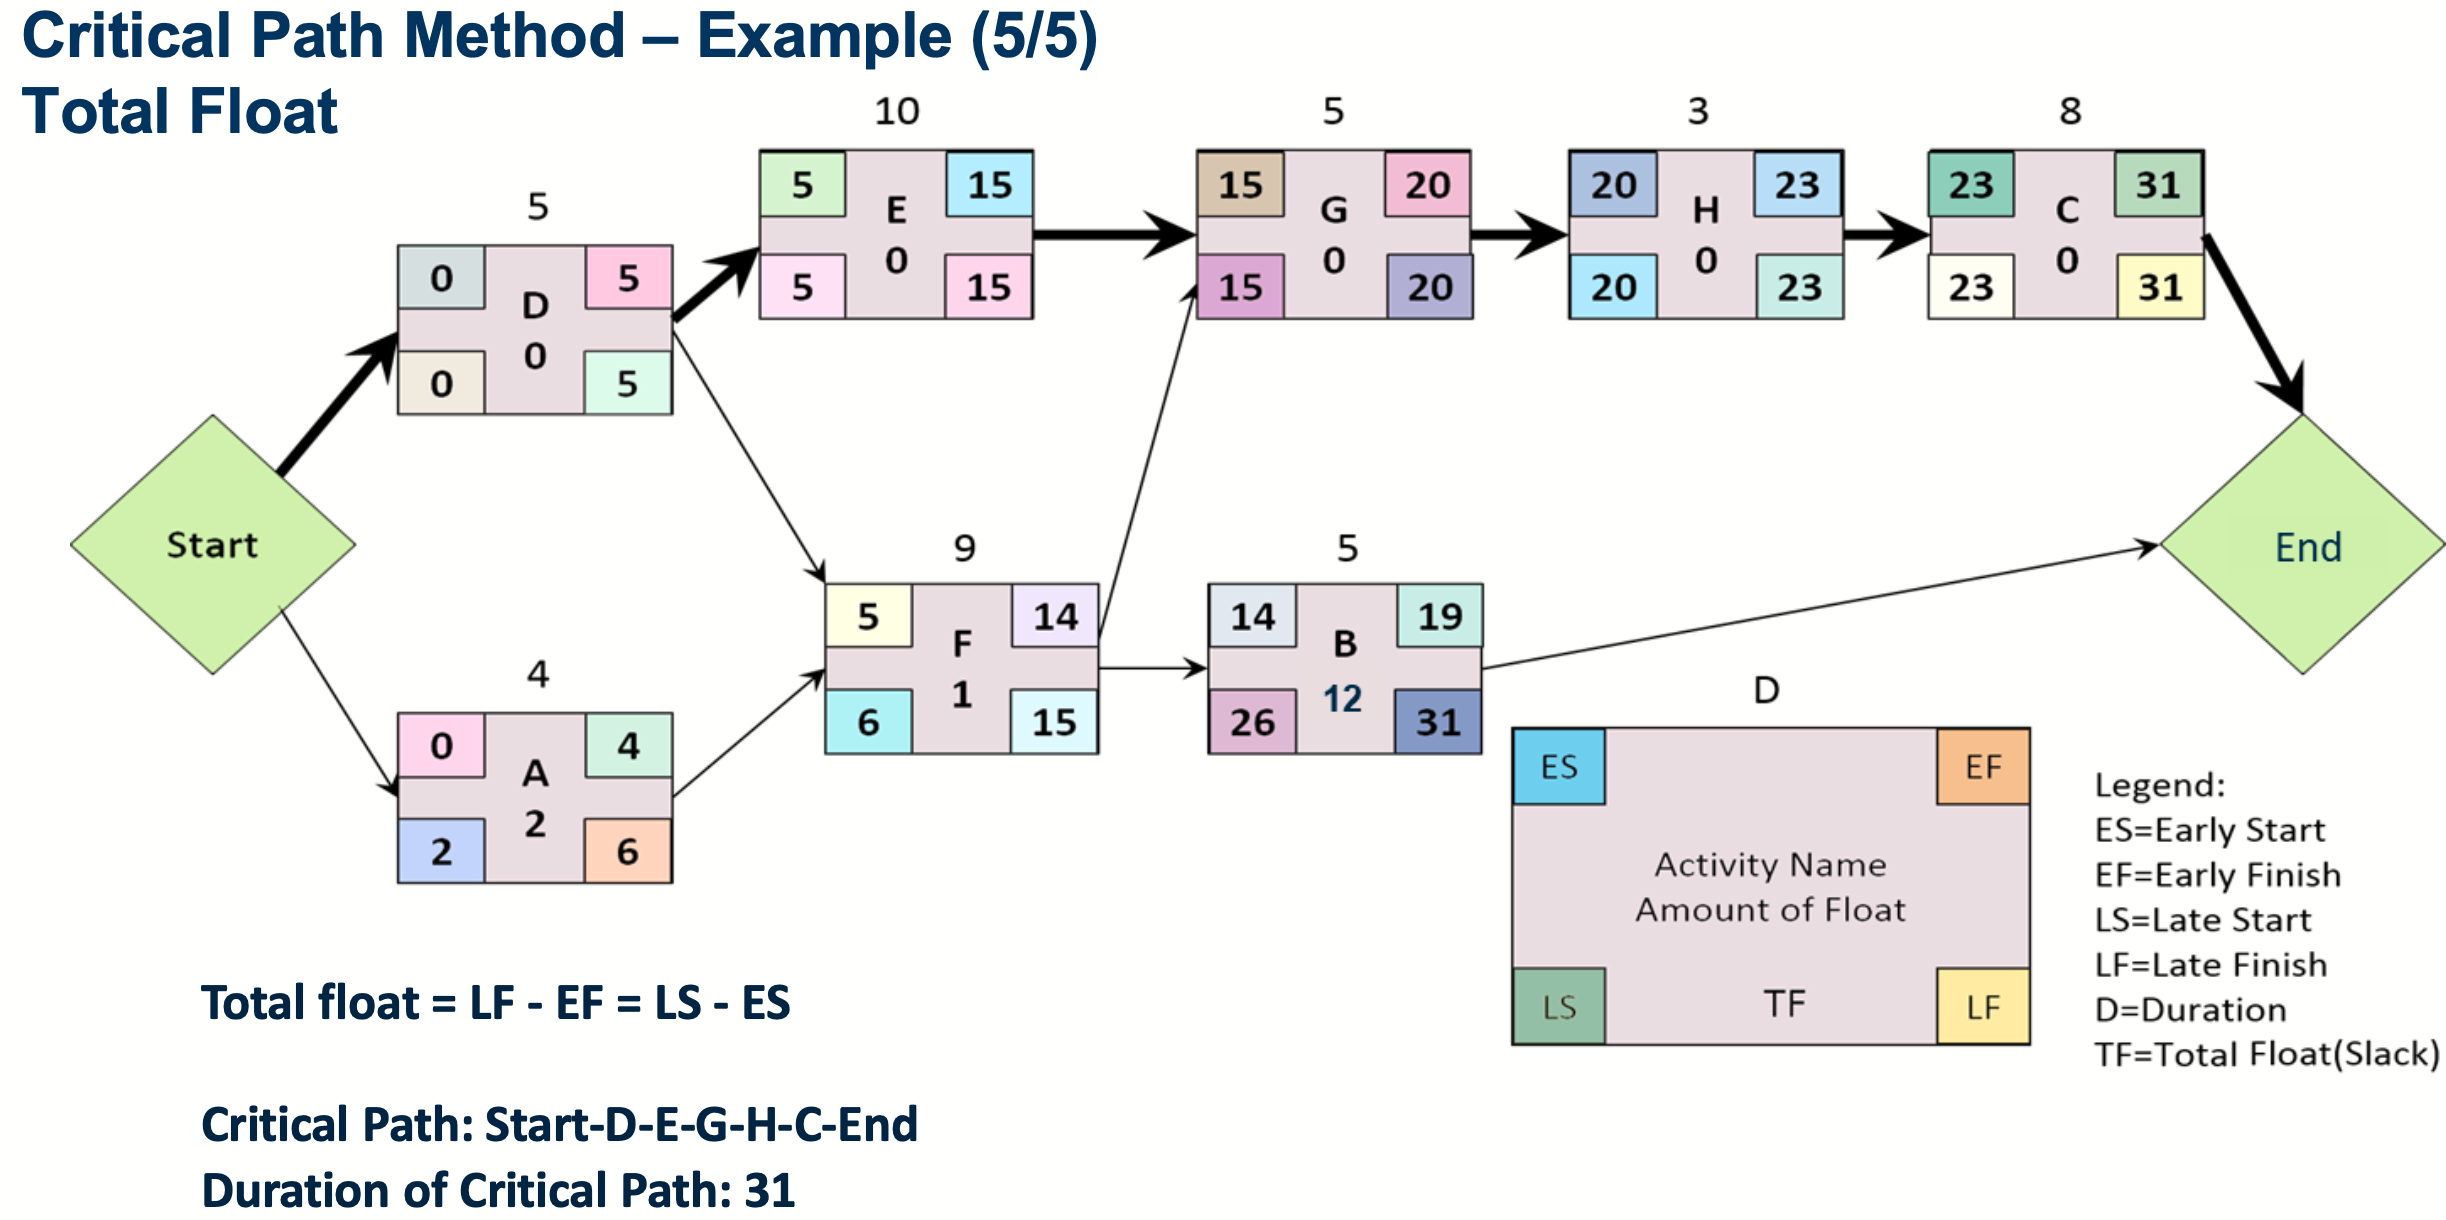 Critical Path Method – Example (5/5)
Total Float
10
5
3
8
5
5
E
15
0
5
15
15
G
20
0
15
20
20
H
23
0
20
23
23
C
31
0
23
31
0
D
5
0
0
5
Start
End
4
0
A
4
2
2
6
9
5
F
14
1
6
15
5
14
B
19
12
26
31
D
ES
EF
Activity Name
Amount of Float
LS
TF
LF
Legend:
ES=Early Start
EF=Early Finish
LS=Late Start
LF=Late Finish
D=Duration
TF=Total Float(Slack)
Total float = LF - EF = LS - ES
Critical Path: Start-D-E-G-H-C-End
Duration of Critical Path: 31